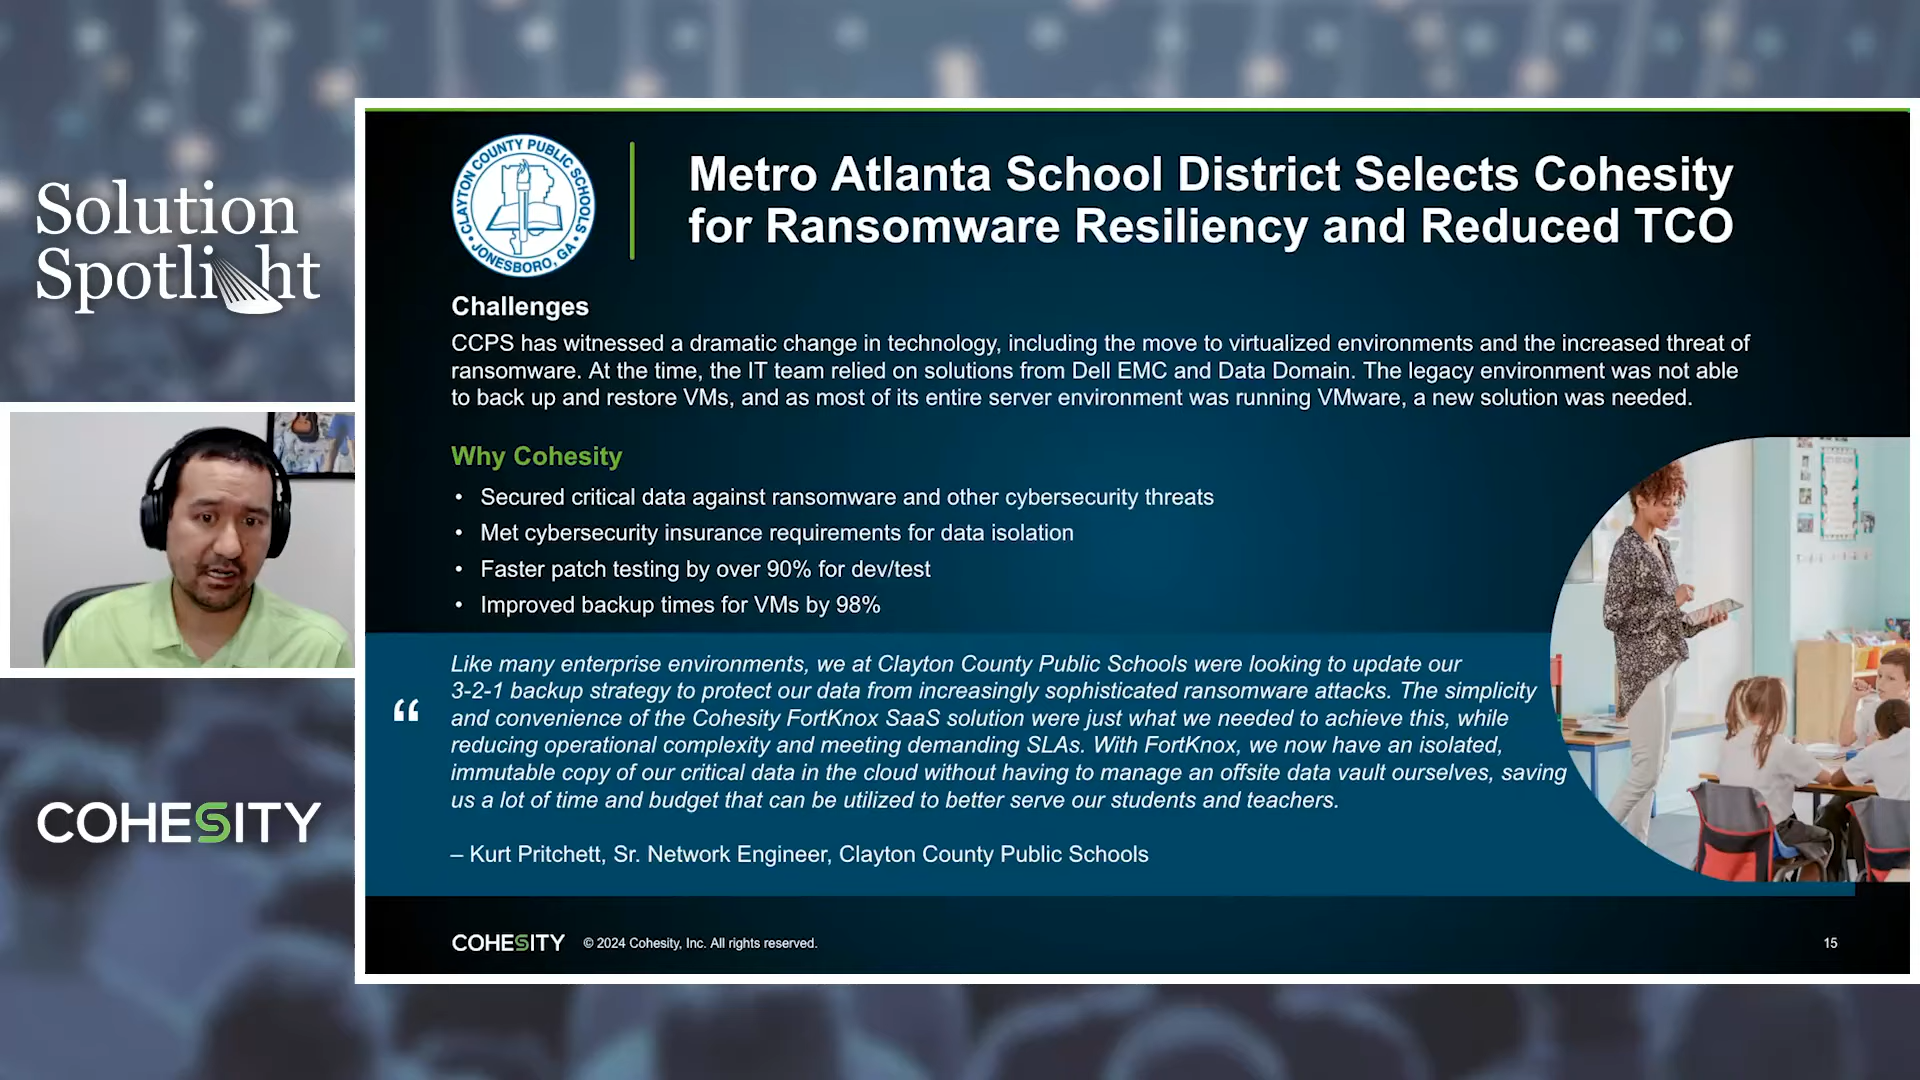 Solution
Spotlight
COHESITY
CLAYTON COUNTY PUBLIC SCHOOLS
JONESBORO, GA
Metro Atlanta School District Selects Cohesity
for Ransomware Resiliency and Reduced TCO
Challenges
CCPS has witnessed a dramatic change in technology, including the move to virtualized environments and the increased threat of
ransomware. At the time, the IT team relied on solutions from Dell EMC and Data Domain. The legacy environment was not able
to back up and restore VMs, and as most of its entire server environment was running VMware, a new solution was needed.
Why Cohesity
• Secured critical data against ransomware and other cybersecurity threats
• Met cybersecurity insurance requirements for data isolation
• Faster patch testing by over 90% for dev/test
• Improved backup times for VMs by 98%
“
Like many enterprise environments, we at Clayton County Public Schools were looking to update our
3-2-1 backup strategy to protect our data from increasingly sophisticated ransomware attacks. The simplicity
and convenience of the Cohesity FortKnox SaaS solution were just what we needed to achieve this, while
reducing operational complexity and meeting demanding SLAs. With FortKnox, we now have an isolated,
immutable copy of our critical data in the cloud without having to manage an offsite data vault ourselves, saving
us a lot of time and budget that can be utilized to better serve our students and teachers.
– Kurt Pritchett, Sr. Network Engineer, Clayton County Public Schools
COHESITY © 2024 Cohesity, Inc. All rights reserved.
15